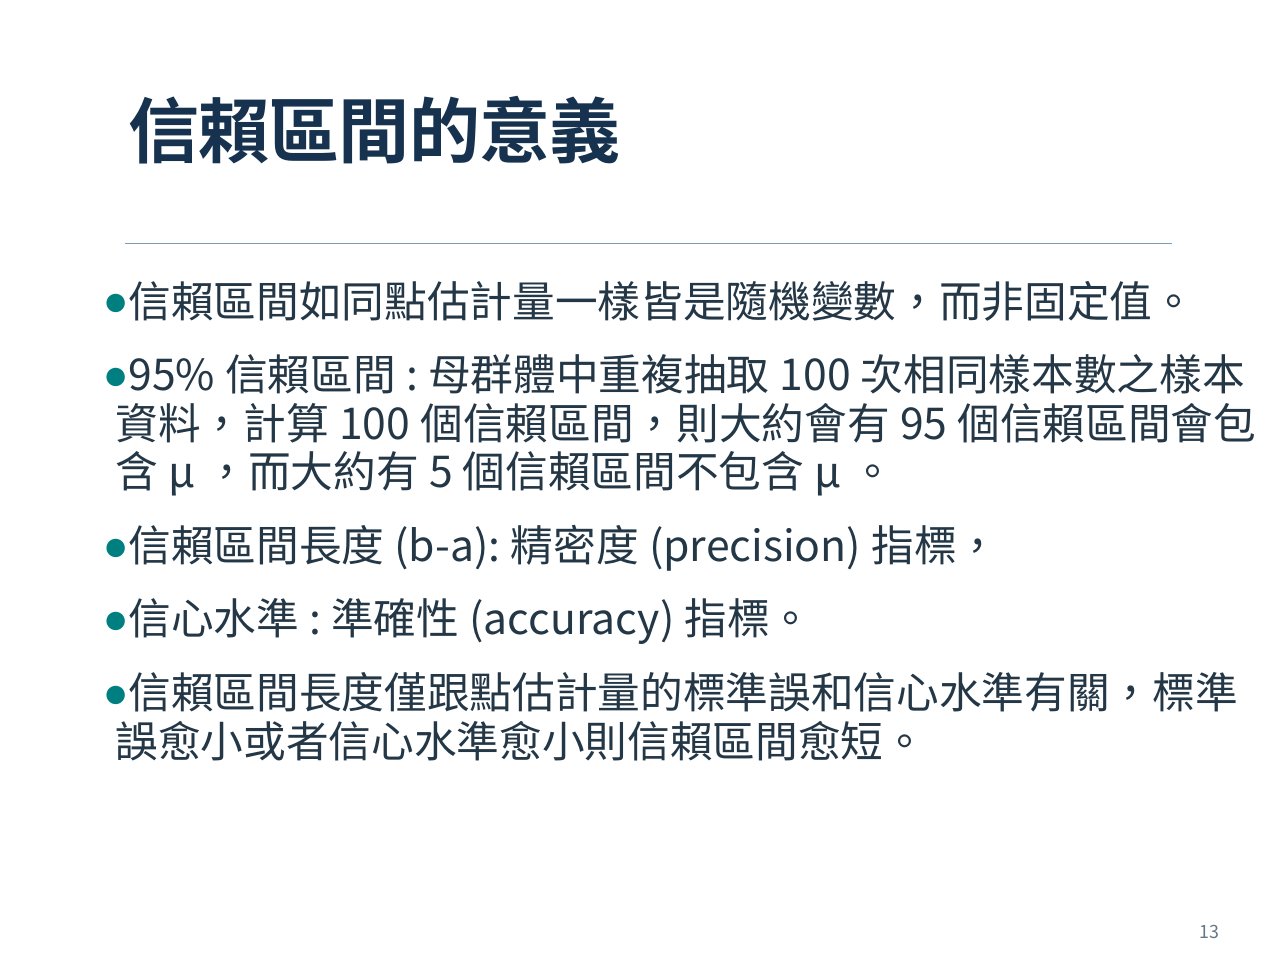 信賴區間的意義
●信賴區間如同點估計量一樣皆是隨機變數，而非固定值。
●95% 信賴區間 : 母群體中重複抽取 100 次相同樣本數之樣本
資料，計算 100 個信賴區間，則大約會有 95 個信賴區間會包
含 μ ，而大約有 5 個信賴區間不包含 μ 。
●信賴區間長度 (b-a): 精密度 (precision) 指標，
●信心水準 : 準確性 (accuracy) 指標。
●信賴區間長度僅跟點估計量的標準誤和信心水準有關，標準
誤愈小或者信心水準愈小則信賴區間愈短。
13